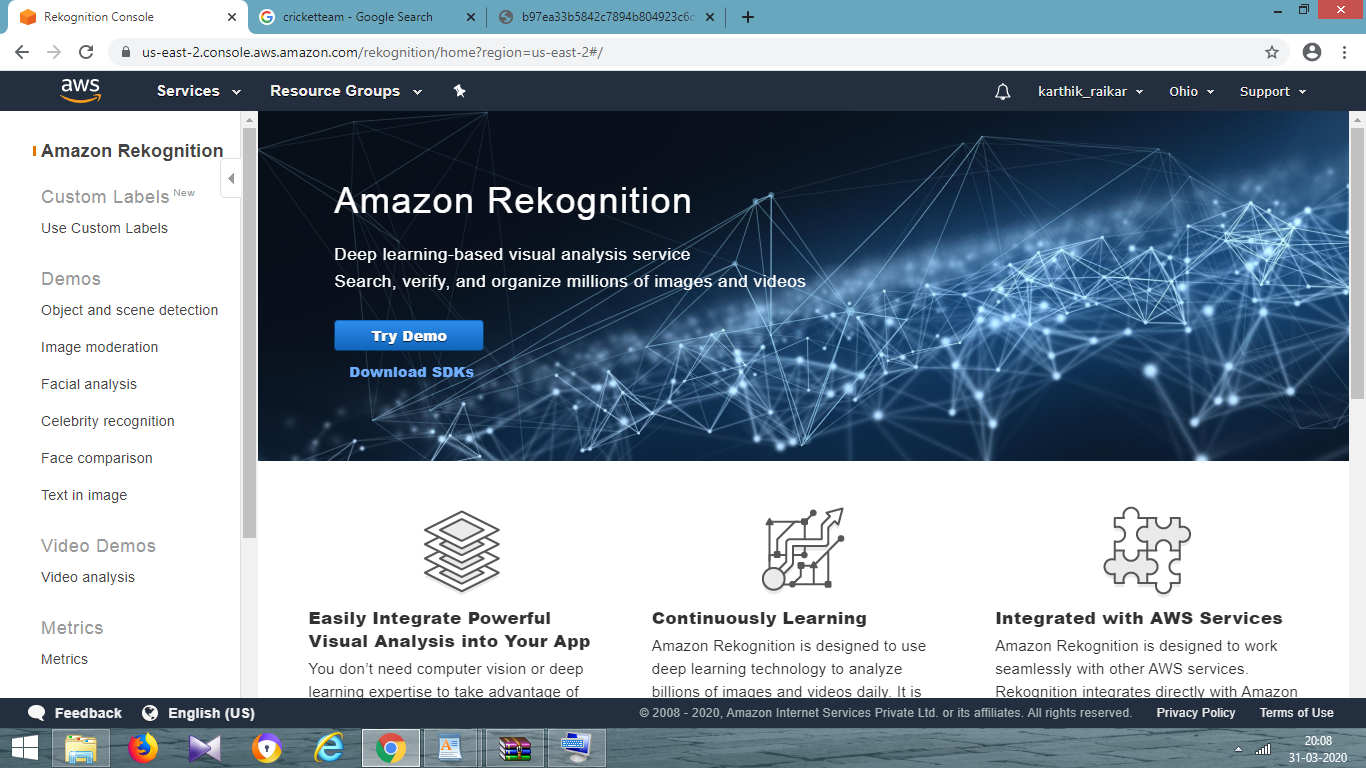 Rekognition Console
cricketteam - Google Search
b97ea33b5842c7894b804923c6c
us-east-2.console.aws.amazon.com/rekognition/home?region=us-east-2#/
aws
Services
Resource Groups
karthik_raikar
Ohio
Support
Amazon Rekognition
Custom Labels New
Use Custom Labels
Demos
Object and scene detection
Image moderation
Facial analysis
Celebrity recognition
Face comparison
Text in image
Video Demos
Video analysis
Metrics
Metrics
Amazon Rekognition
Deep learning-based visual analysis service
Search, verify, and organize millions of images and videos
Try Demo
Download SDKs
Easily Integrate Powerful
Visual Analysis into Your App
You don’t need computer vision or deep
learning expertise to take advantage of
Continuously Learning
Amazon Rekognition is designed to use
deep learning technology to analyze
billions of images and videos daily. It is
Integrated with AWS Services
Amazon Rekognition is designed to work
seamlessly with other AWS services.
Rekognition integrates directly with Amazon
Feedback
English (US)
© 2008 - 2020, Amazon Internet Services Private Ltd. or its affiliates. All rights reserved.
Privacy Policy
Terms of Use
20:08
31-03-2020